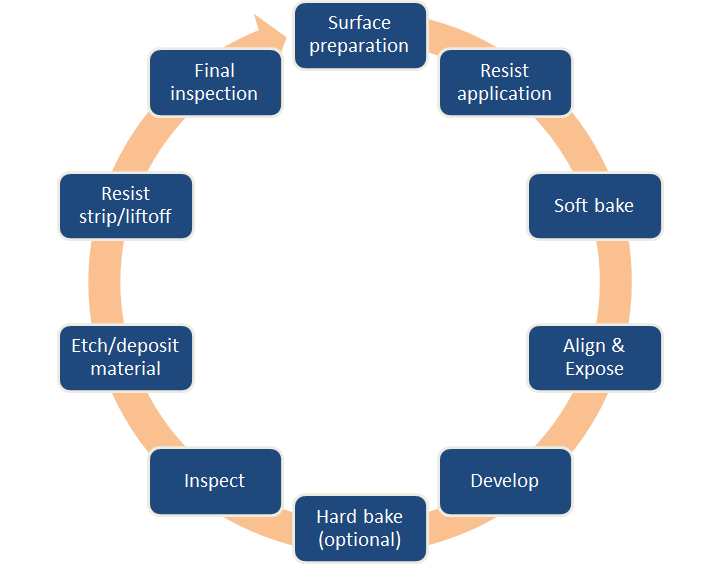 Surface
preparation
Resist
application
Soft bake
Align &
Expose
Develop
Hard bake
(optional)
Inspect
Etch/deposit
material
Resist
strip/liftoff
Final
inspection